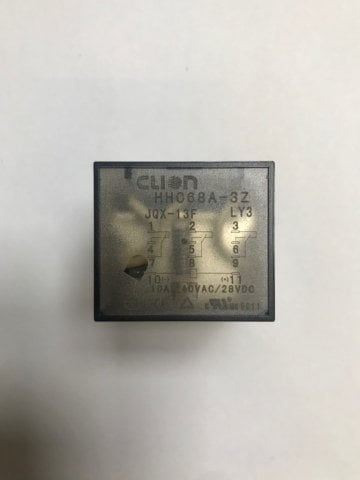 CLION
HHC68A-3Z
JQX-13F LY3
1 2 3
4 5 6
7 8 9
10(-) (+)11
10A 240VAC/28VDC